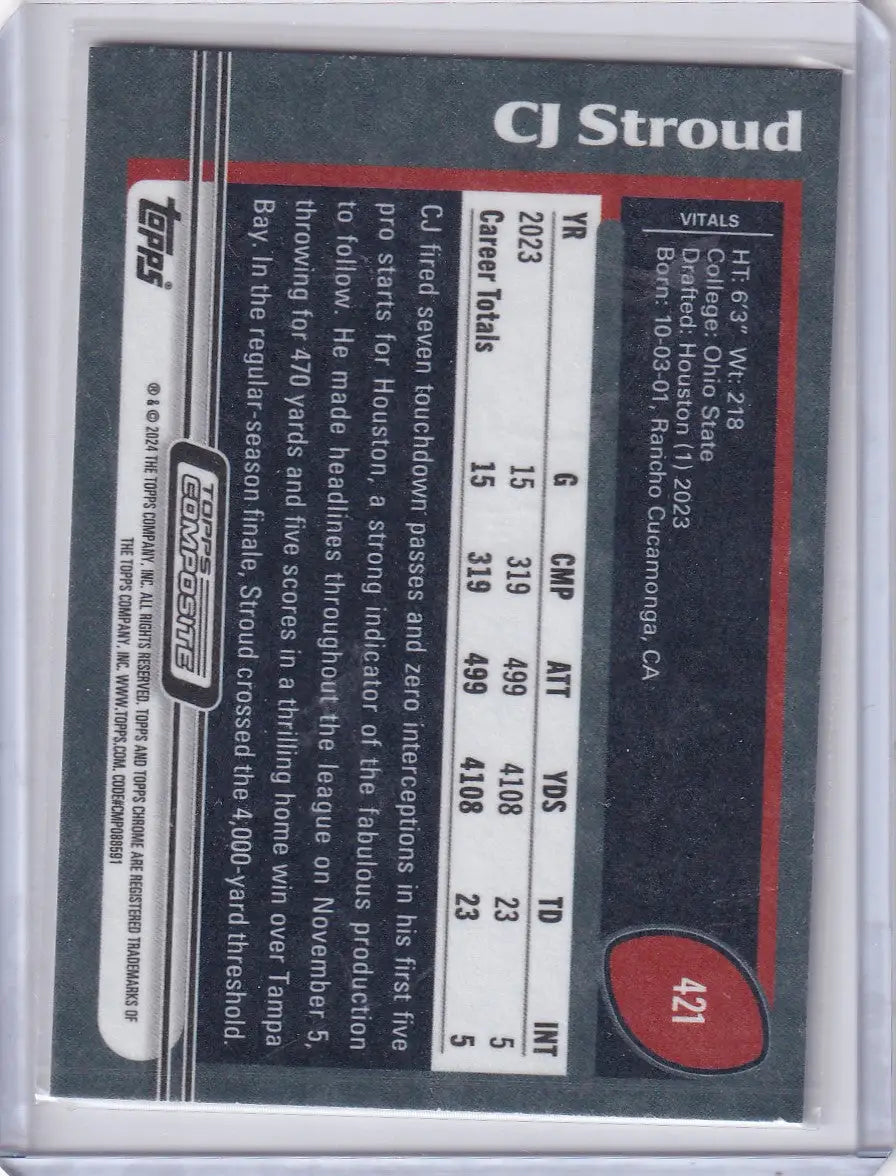 CJ Stroud
421
VITALS
HT: 6'3" Wt: 218
College: Ohio State
Drafted: Houston (1) 2023
Born: 10-03-01, Rancho Cucamonga, CA
YR G CMP ATT YDS TD INT
2023 15 319 499 4108 23 5
Career Totals 15 319 499 4108 23 5
CJ fired seven touchdown passes and zero interceptions in his first five
pro starts for Houston, a strong indicator of the fabulous production
to follow. He made headlines throughout the league on November 5,
throwing for 470 yards and five scores in a thrilling home win over Tampa
Bay. In the regular-season finale, Stroud crossed the 4,000-yard threshold.
TOPPS
COMPOSITE
topps
® & © 2024 THE TOPPS COMPANY, INC. ALL RIGHTS RESERVED. TOPPS AND TOPPS CHROME ARE REGISTERED TRADEMARKS OF
THE TOPPS COMPANY, INC. WWW.TOPPS.COM. CODE#CMP088591